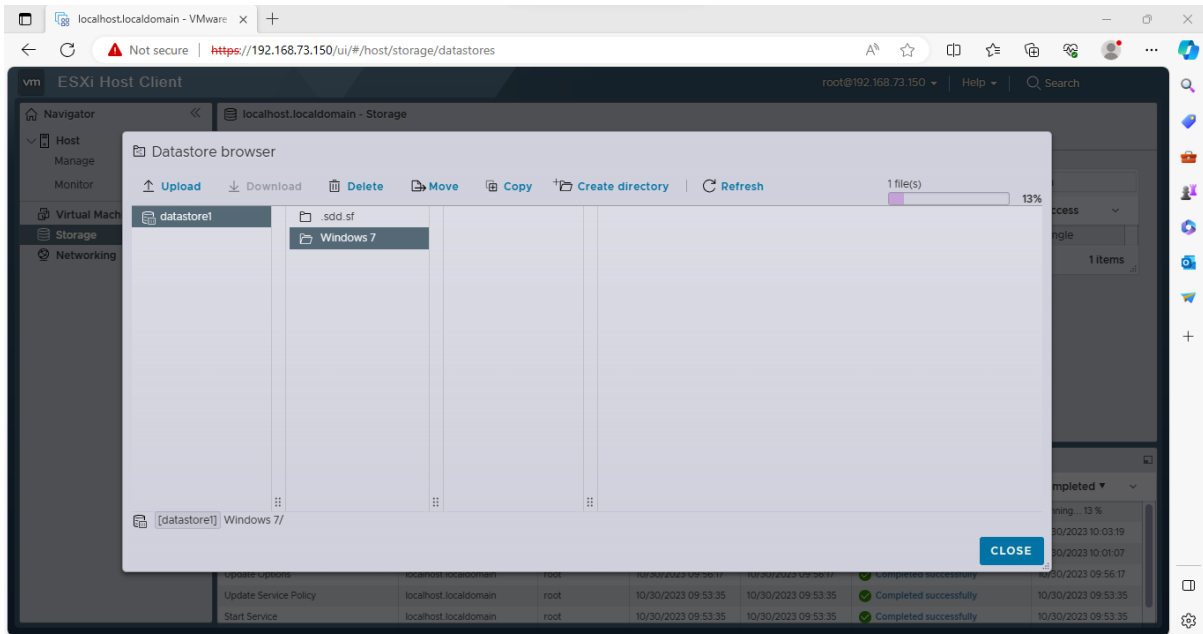 localhost.localdomain - VMware
Not secure | https://192.168.73.150/ui/#/host/storage/datastores
vm ESXi Host Client root@192.168.73.150 Help Search
Navigator localhost.localdomain - Storage
Host
Manage
Monitor
Virtual Mach
Storage
Networking
Datastore browser
Upload Download Delete Move Copy Create directory Refresh 1 file(s)
13%
datastore1 .sdd.sf
Windows 7
ccess
ngle
1 items
[datastore1] Windows 7/
CLOSE
mpleted
nning... 13 %
30/2023 10:03:19
30/2023 10:01:07
Update Options localhost.localdomain root 10/30/2023 09:56:17 10/30/2023 09:56:17 Completed successfully 10/30/2023 09:56:17
Update Service Policy localhost.localdomain root 10/30/2023 09:53:35 10/30/2023 09:53:35 Completed successfully 10/30/2023 09:53:35
Start Service localhost.localdomain root 10/30/2023 09:53:35 10/30/2023 09:53:35 Completed successfully 10/30/2023 09:53:35